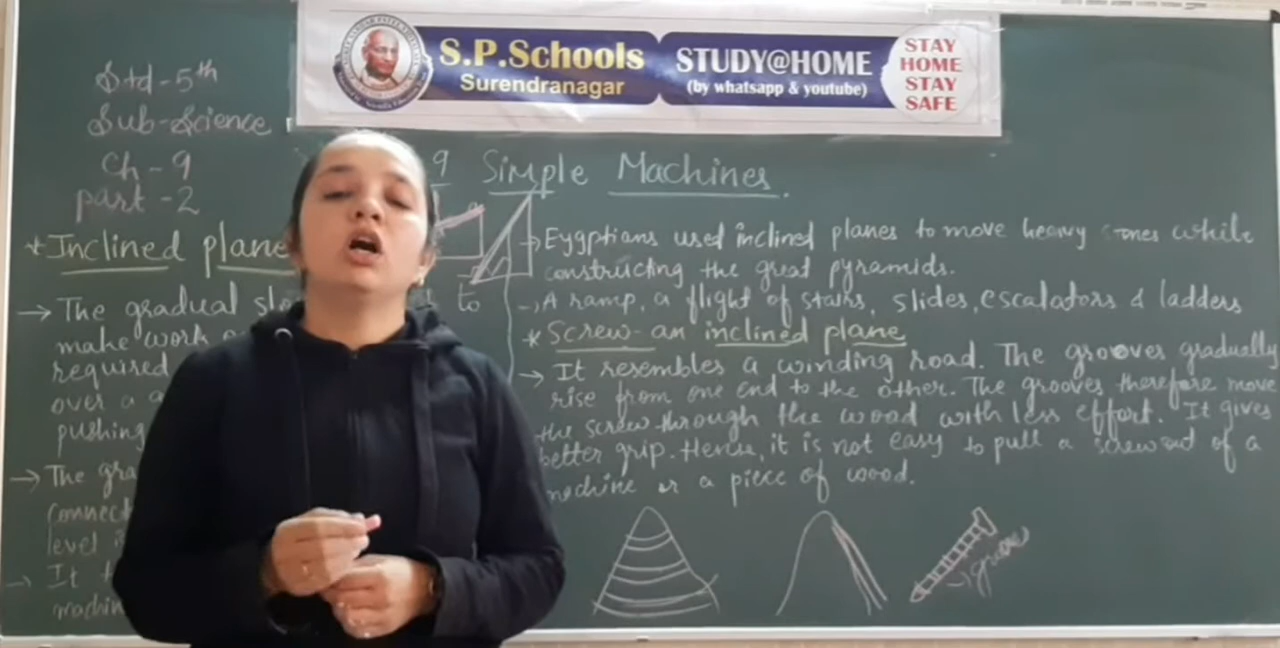 S.P.Schools
Surendranagar
STUDY@HOME
(by whatsapp & youtube)
STAY
HOME
STAY
SAFE
Std - 5th
Sub-Science
Ch - 9
part - 2
9 Simple Machines.
* Inclined plane
→ The gradual to
make work
required
over a
pushing
→ The
connect
level
→ It
machin
→ Eygptians used inclined planes to move heavy while
constructing the great pyramids.
→ A ramp, a flight of stairs, slides, escalators & ladders
* Screw - an inclined plane
→ It resembles a winding road. The grooves gradually
rise from one end to the other. The grooves therefore move
the screw through the wood with less effort. It gives
better grip. Hense, it is not easy to pull a screw out of a
machine or a piece of wood.